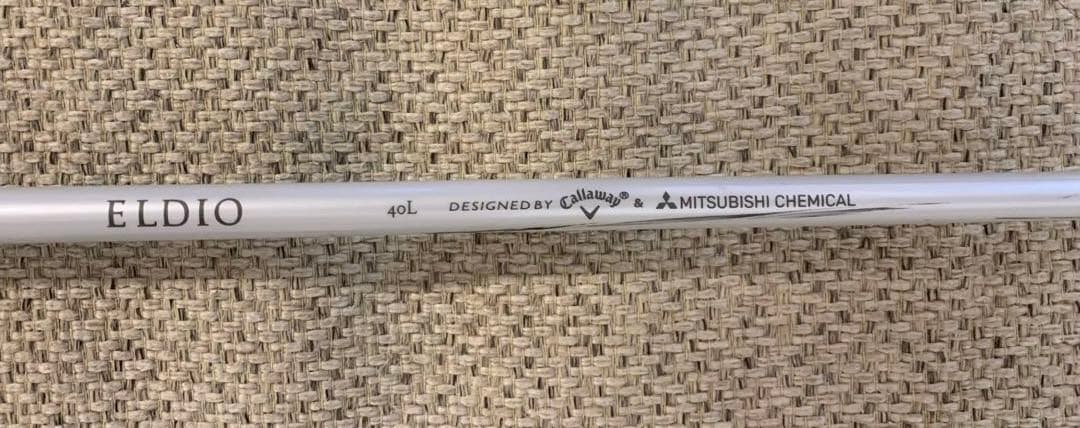 ELDIO 40L DESIGNED BY Callaway® & MITSUBISHI CHEMICAL